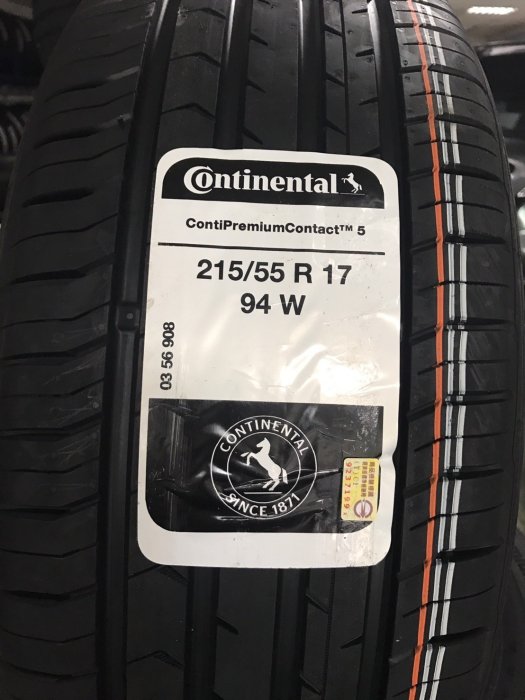 Continental
ContiPremiumContact™ 5
215/55 R 17
94 W
03 56 908
CONTINENTAL
SINCE 1871